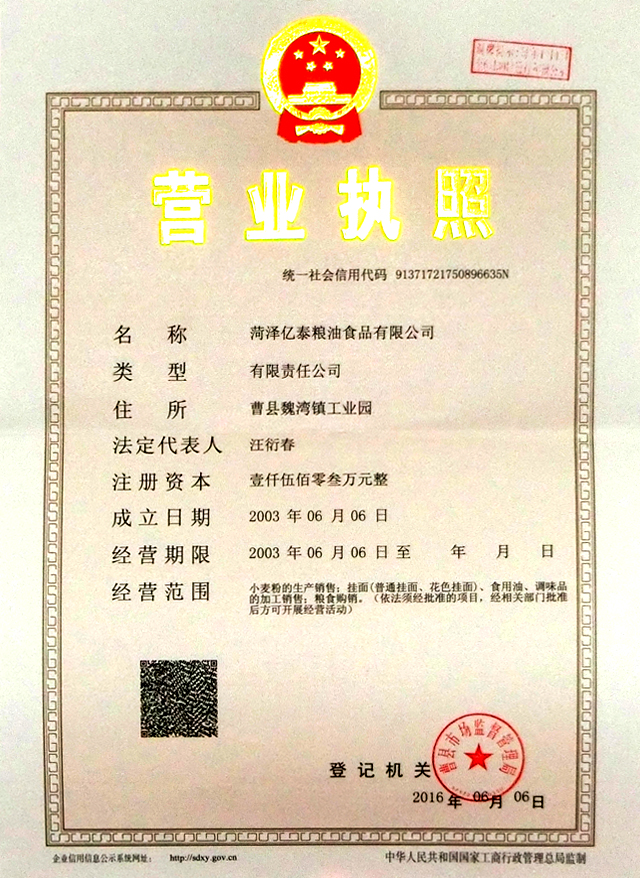 营业执照
统一社会信用代码 91371721750896635N
名称 菏泽亿泰粮油食品有限公司
类型 有限责任公司
住所 曹县魏湾镇工业园
法定代表人 汪衍春
注册资本 壹仟伍佰零叁万元整
成立日期 2003 年 06 月 06 日
经营期限 2003 年 06 月 06 日 至 年 月 日
经营范围 小麦粉的生产销售；挂面(普通挂面、花色挂面)、食用油、调味品
的加工销售；粮食购销。（依法须经批准的项目，经相关部门批准
后方可开展经营活动）
曹县市场监督管理局
登记机关
2016 年 06 月 06 日
企业信用信息公示系统网址： http://sdxy.gov.cn
中华人民共和国国家工商行政管理总局监制